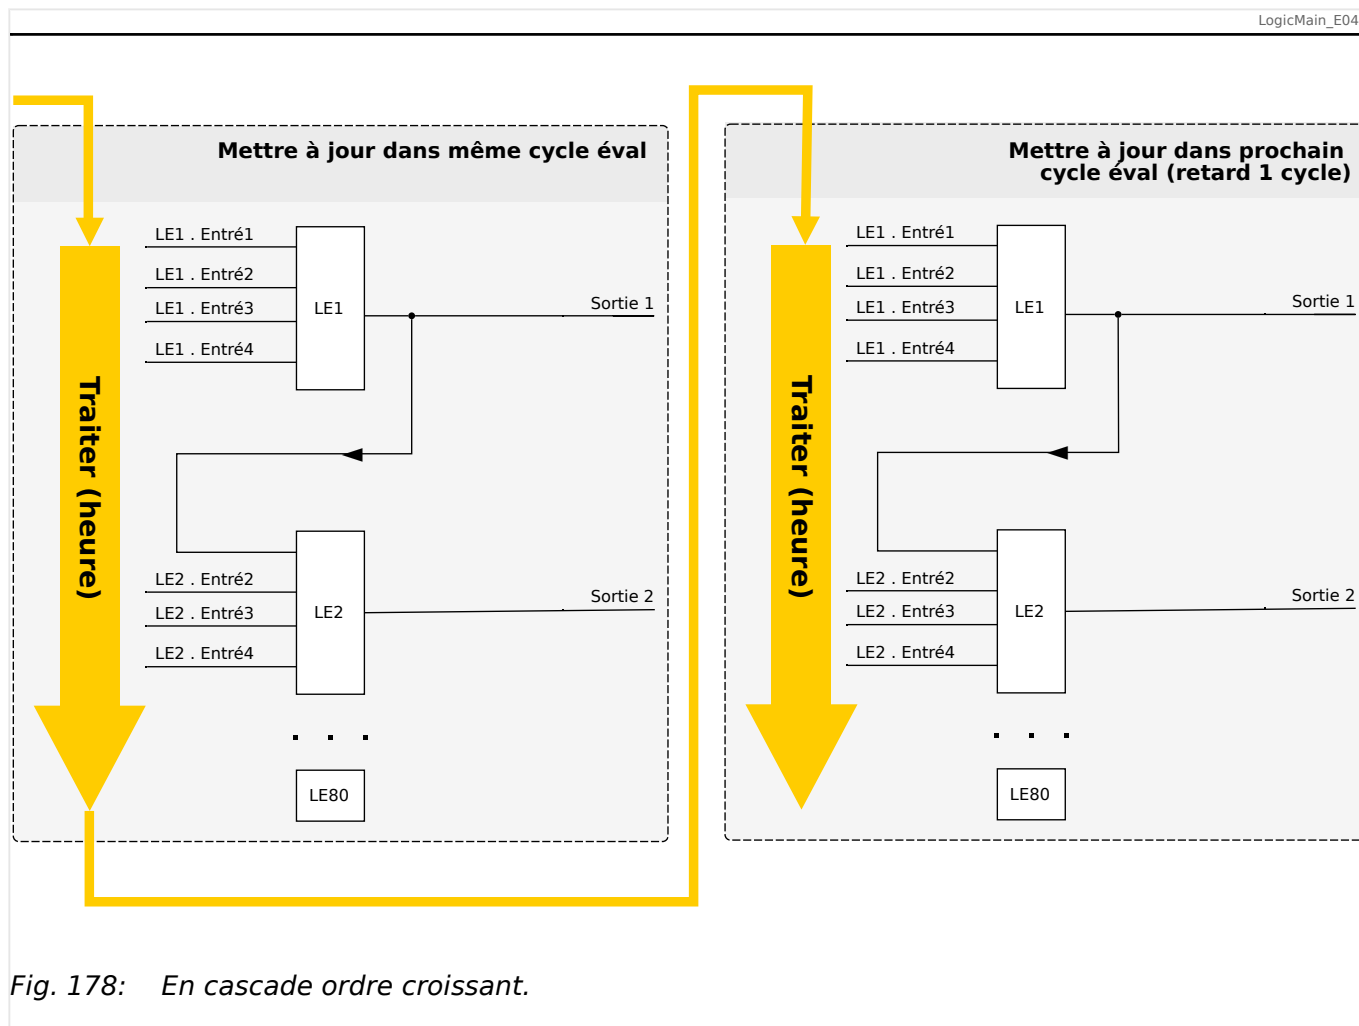 LogicMain_E04
Mettre à jour dans même cycle éval
LE1 . Entré1
LE1 . Entré2
LE1 . Entré3
LE1 . Entré4
LE1
Sortie 1
Traiter (heure)
LE2 . Entré2
LE2 . Entré3
LE2 . Entré4
LE2
Sortie 2
. . .
LE80
Mettre à jour dans prochain
cycle éval (retard 1 cycle)
LE1 . Entré1
LE1 . Entré2
LE1 . Entré3
LE1 . Entré4
LE1
Sortie 1
Traiter (heure)
LE2 . Entré2
LE2 . Entré3
LE2 . Entré4
LE2
Sortie 2
. . .
LE80
Fig. 178: En cascade ordre croissant.